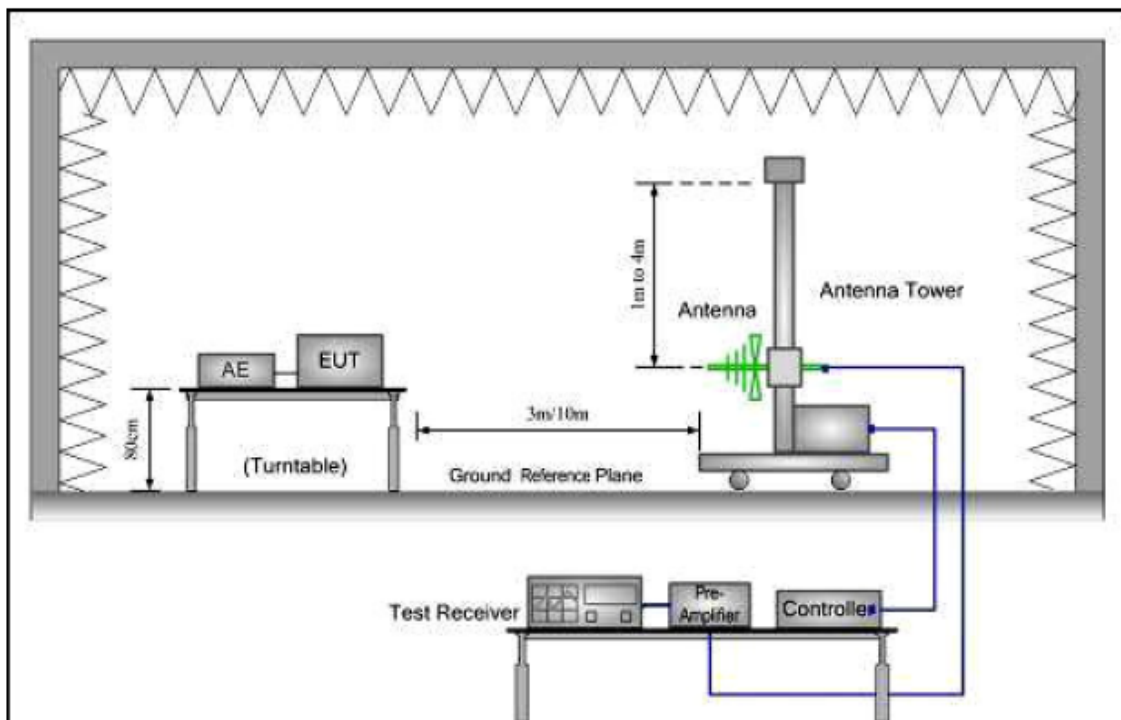 1m to 4m
Antenna
Antenna Tower
AE
EUT
80cm
3m/10m
(Turntable)
Ground Reference Plane
Test Receiver
Pre-
Amplifier
Controller